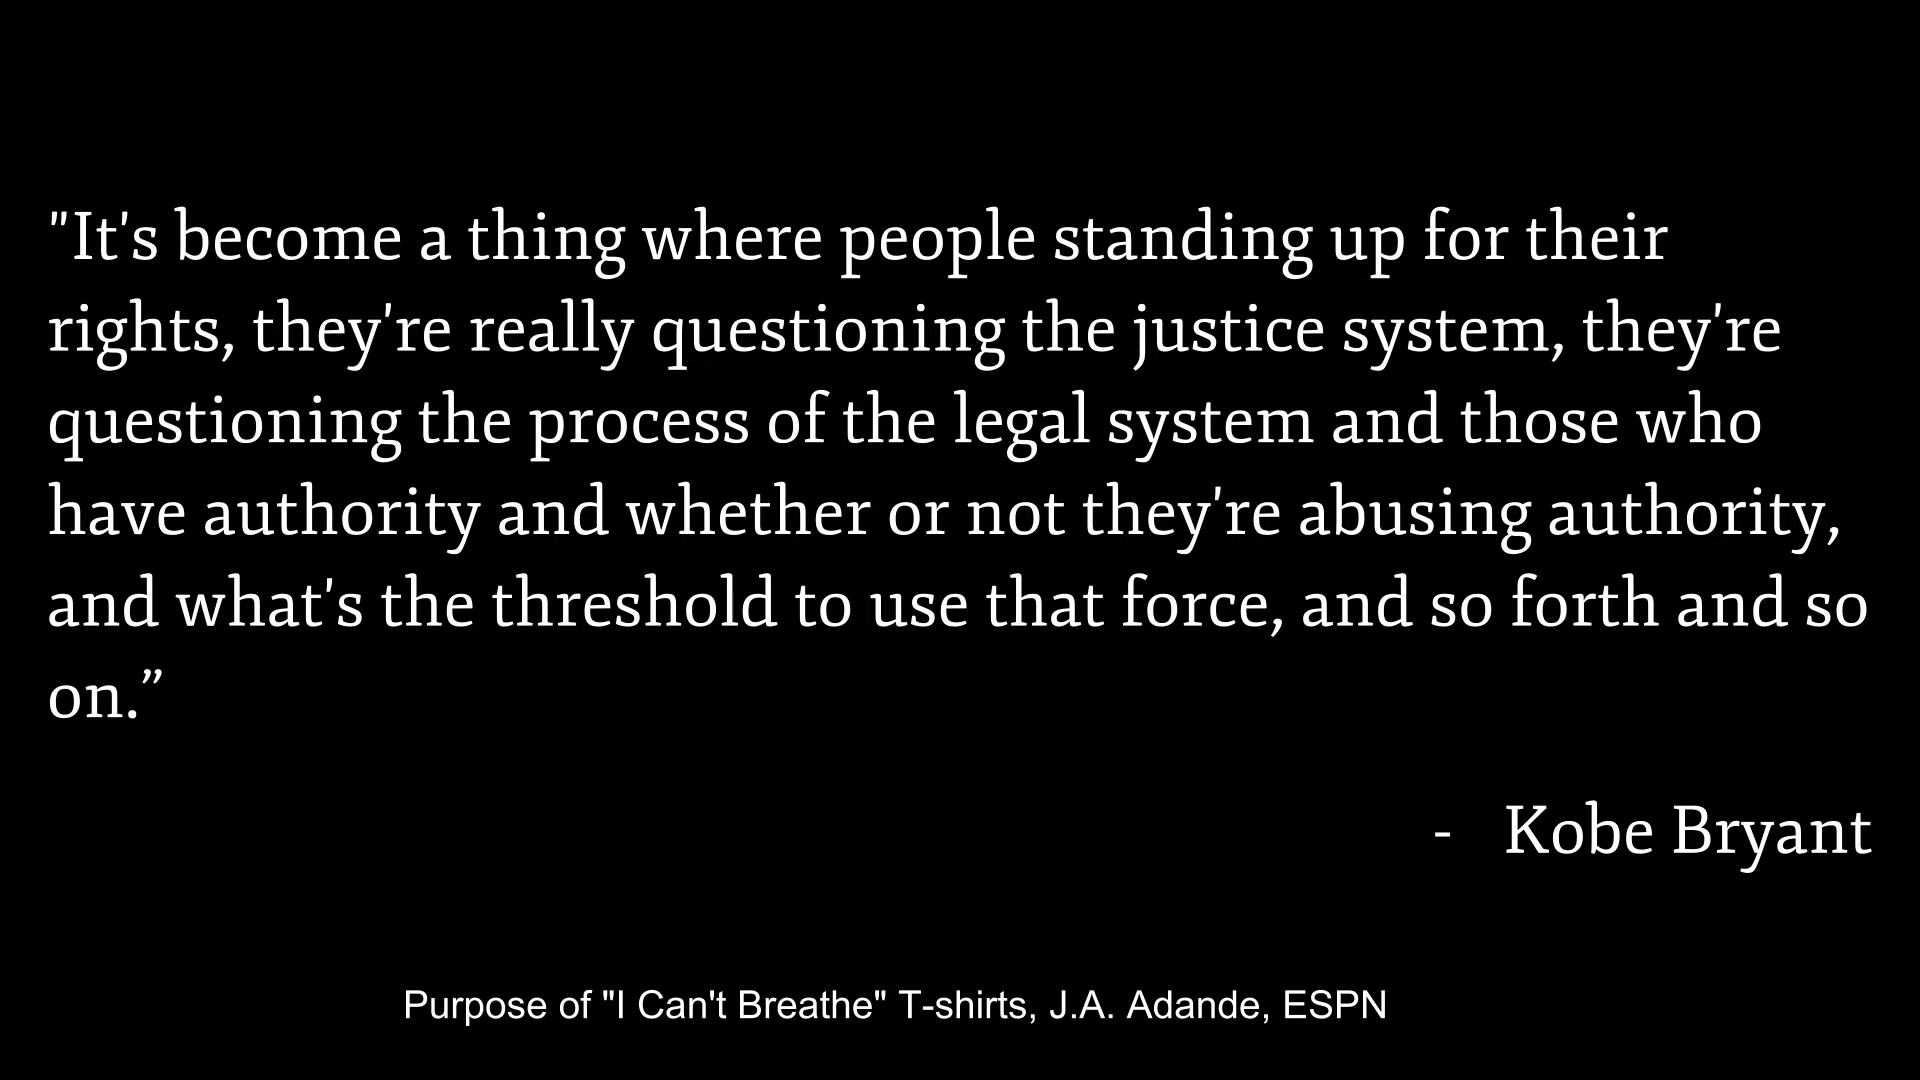 "It's become a thing where people standing up for their
rights, they're really questioning the justice system, they're
questioning the process of the legal system and those who
have authority and whether or not they're abusing authority,
and what's the threshold to use that force, and so forth and so
on.”
- Kobe Bryant
Purpose of "I Can't Breathe" T-shirts, J.A. Adande, ESPN